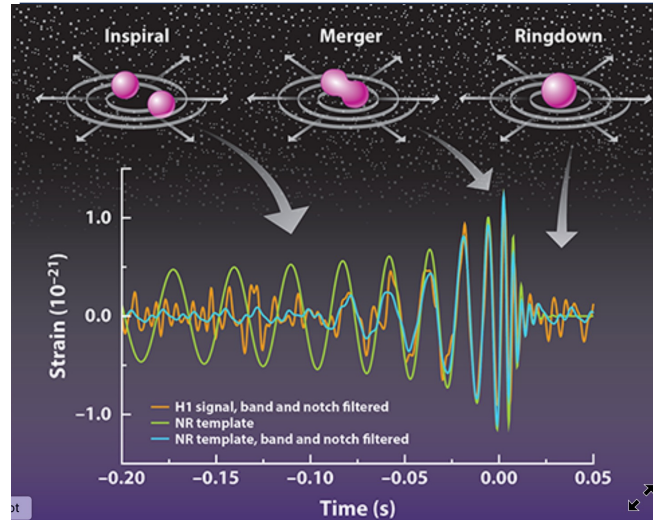 Inspiral Merger Ringdown
1.0
0.0
−1.0
Strain (10⁻²¹)
H1 signal, band and notch filtered
NR template
NR template, band and notch filtered
−0.20 −0.15 −0.10 −0.05 0.00 0.05
Time (s)